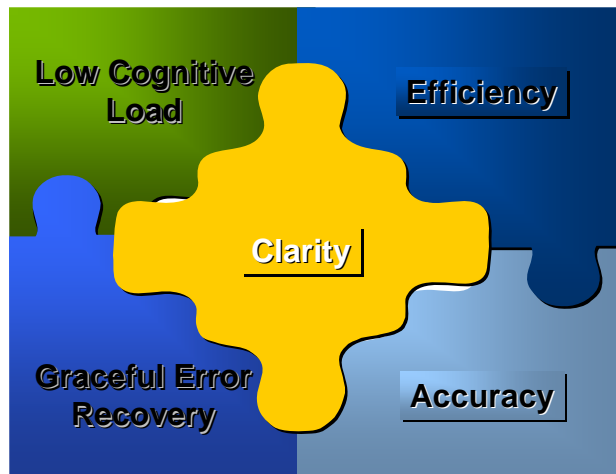 Low Cognitive
Load
Efficiency
Clarity
Graceful Error
Recovery
Accuracy